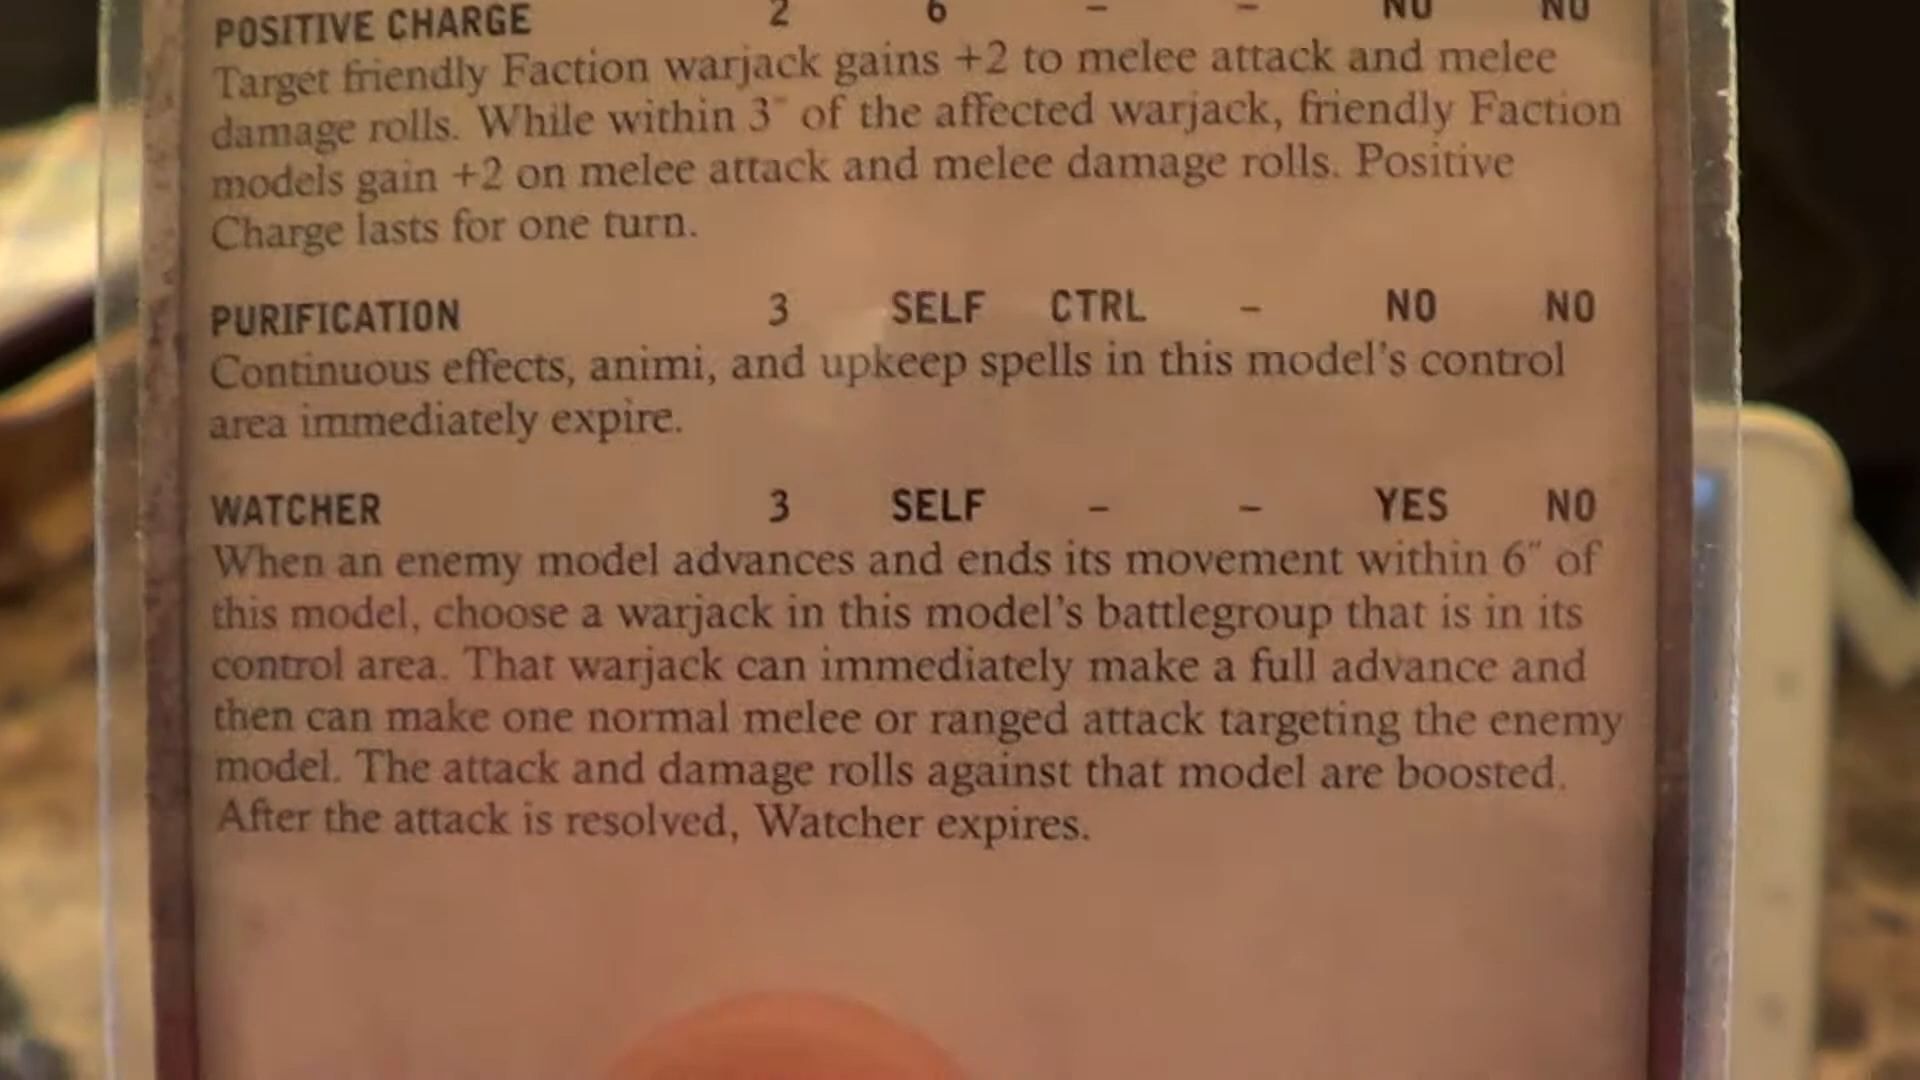 POSITIVE CHARGE 2 6 – – NO NO
Target friendly Faction warjack gains +2 to melee attack and melee
damage rolls. While within 3″ of the affected warjack, friendly Faction
models gain +2 on melee attack and melee damage rolls. Positive
Charge lasts for one turn.
PURIFICATION 3 SELF CTRL – NO NO
Continuous effects, animi, and upkeep spells in this model's control
area immediately expire.
WATCHER 3 SELF – – YES NO
When an enemy model advances and ends its movement within 6″ of
this model, choose a warjack in this model's battlegroup that is in its
control area. That warjack can immediately make a full advance and
then can make one normal melee or ranged attack targeting the enemy
model. The attack and damage rolls against that model are boosted.
After the attack is resolved, Watcher expires.